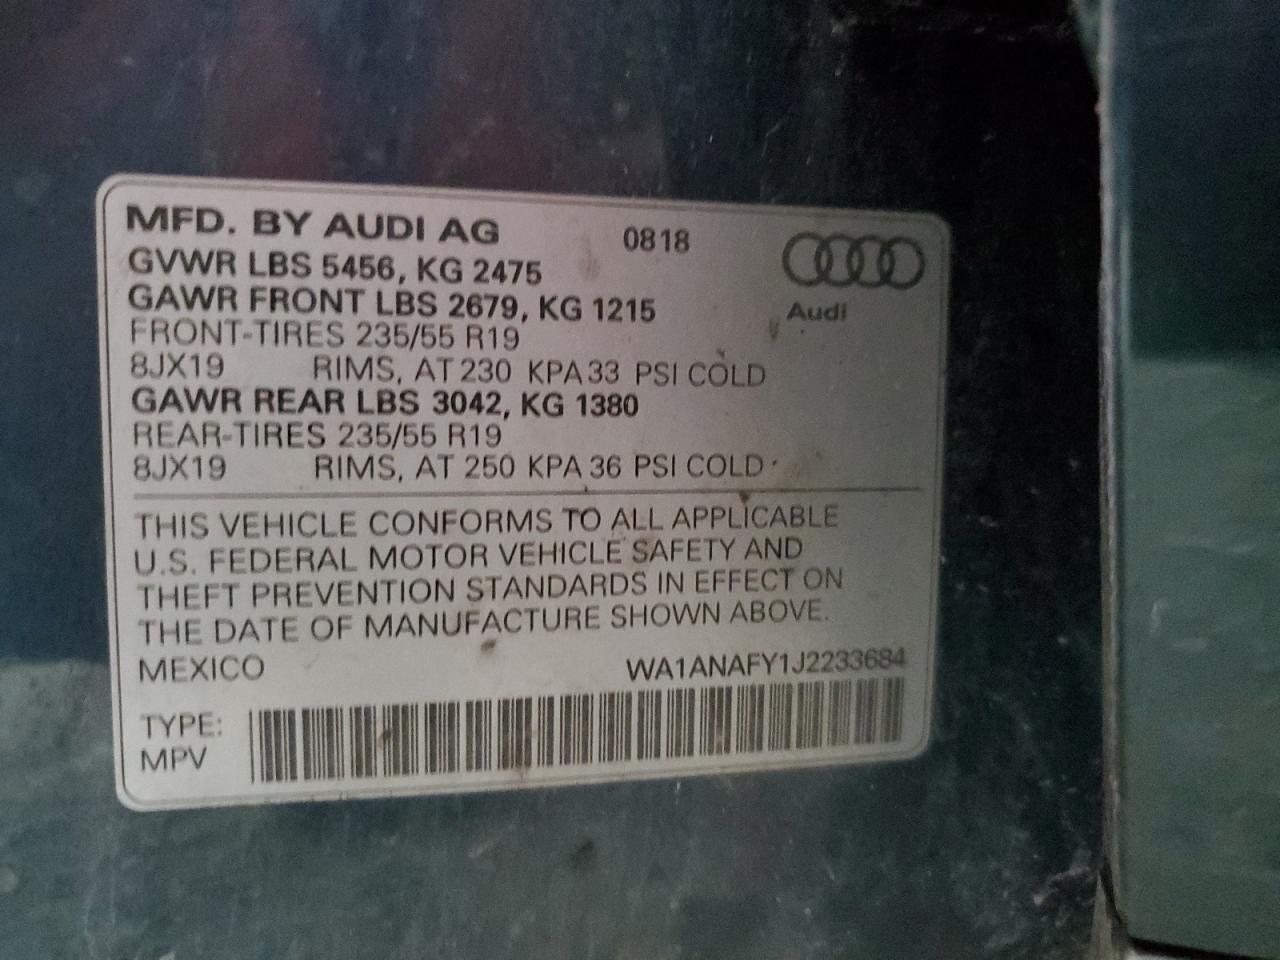 MFD. BY AUDI AG 0818
GVWR LBS 5456, KG 2475
GAWR FRONT LBS 2679, KG 1215
Audi
FRONT-TIRES 235/55 R19
8JX19 RIMS, AT 230 KPA 33 PSI COLD
GAWR REAR LBS 3042, KG 1380
REAR-TIRES 235/55 R19
8JX19 RIMS, AT 250 KPA 36 PSI COLD
THIS VEHICLE CONFORMS TO ALL APPLICABLE
U.S. FEDERAL MOTOR VEHICLE SAFETY AND
THEFT PREVENTION STANDARDS IN EFFECT ON
THE DATE OF MANUFACTURE SHOWN ABOVE.
MEXICO WA1ANAFY1J2233684
TYPE:
MPV